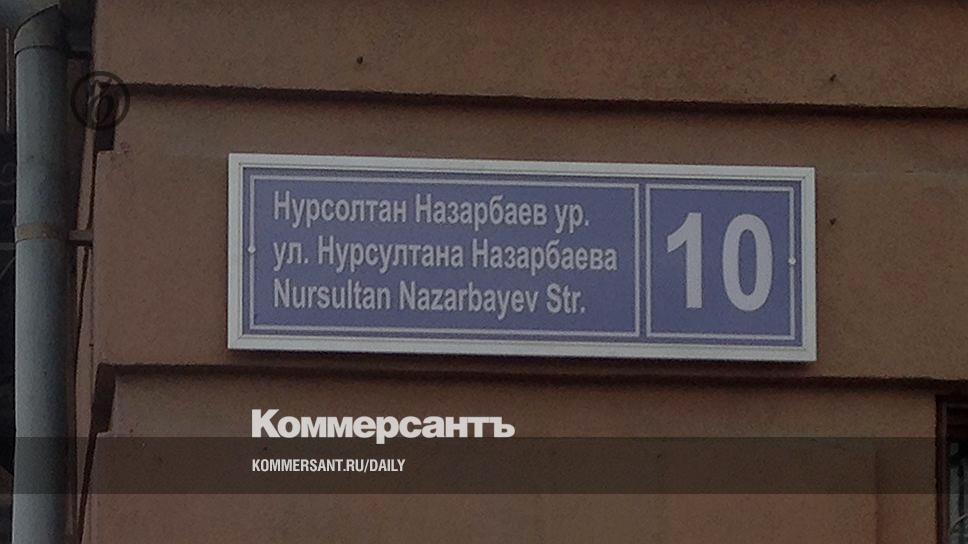 Нурсолтан Назарбаев ур.
ул. Нурсултана Назарбаева
Nursultan Nazarbayev Str.
10
Коммерсантъ
KOMMERSANT.RU/DAILY